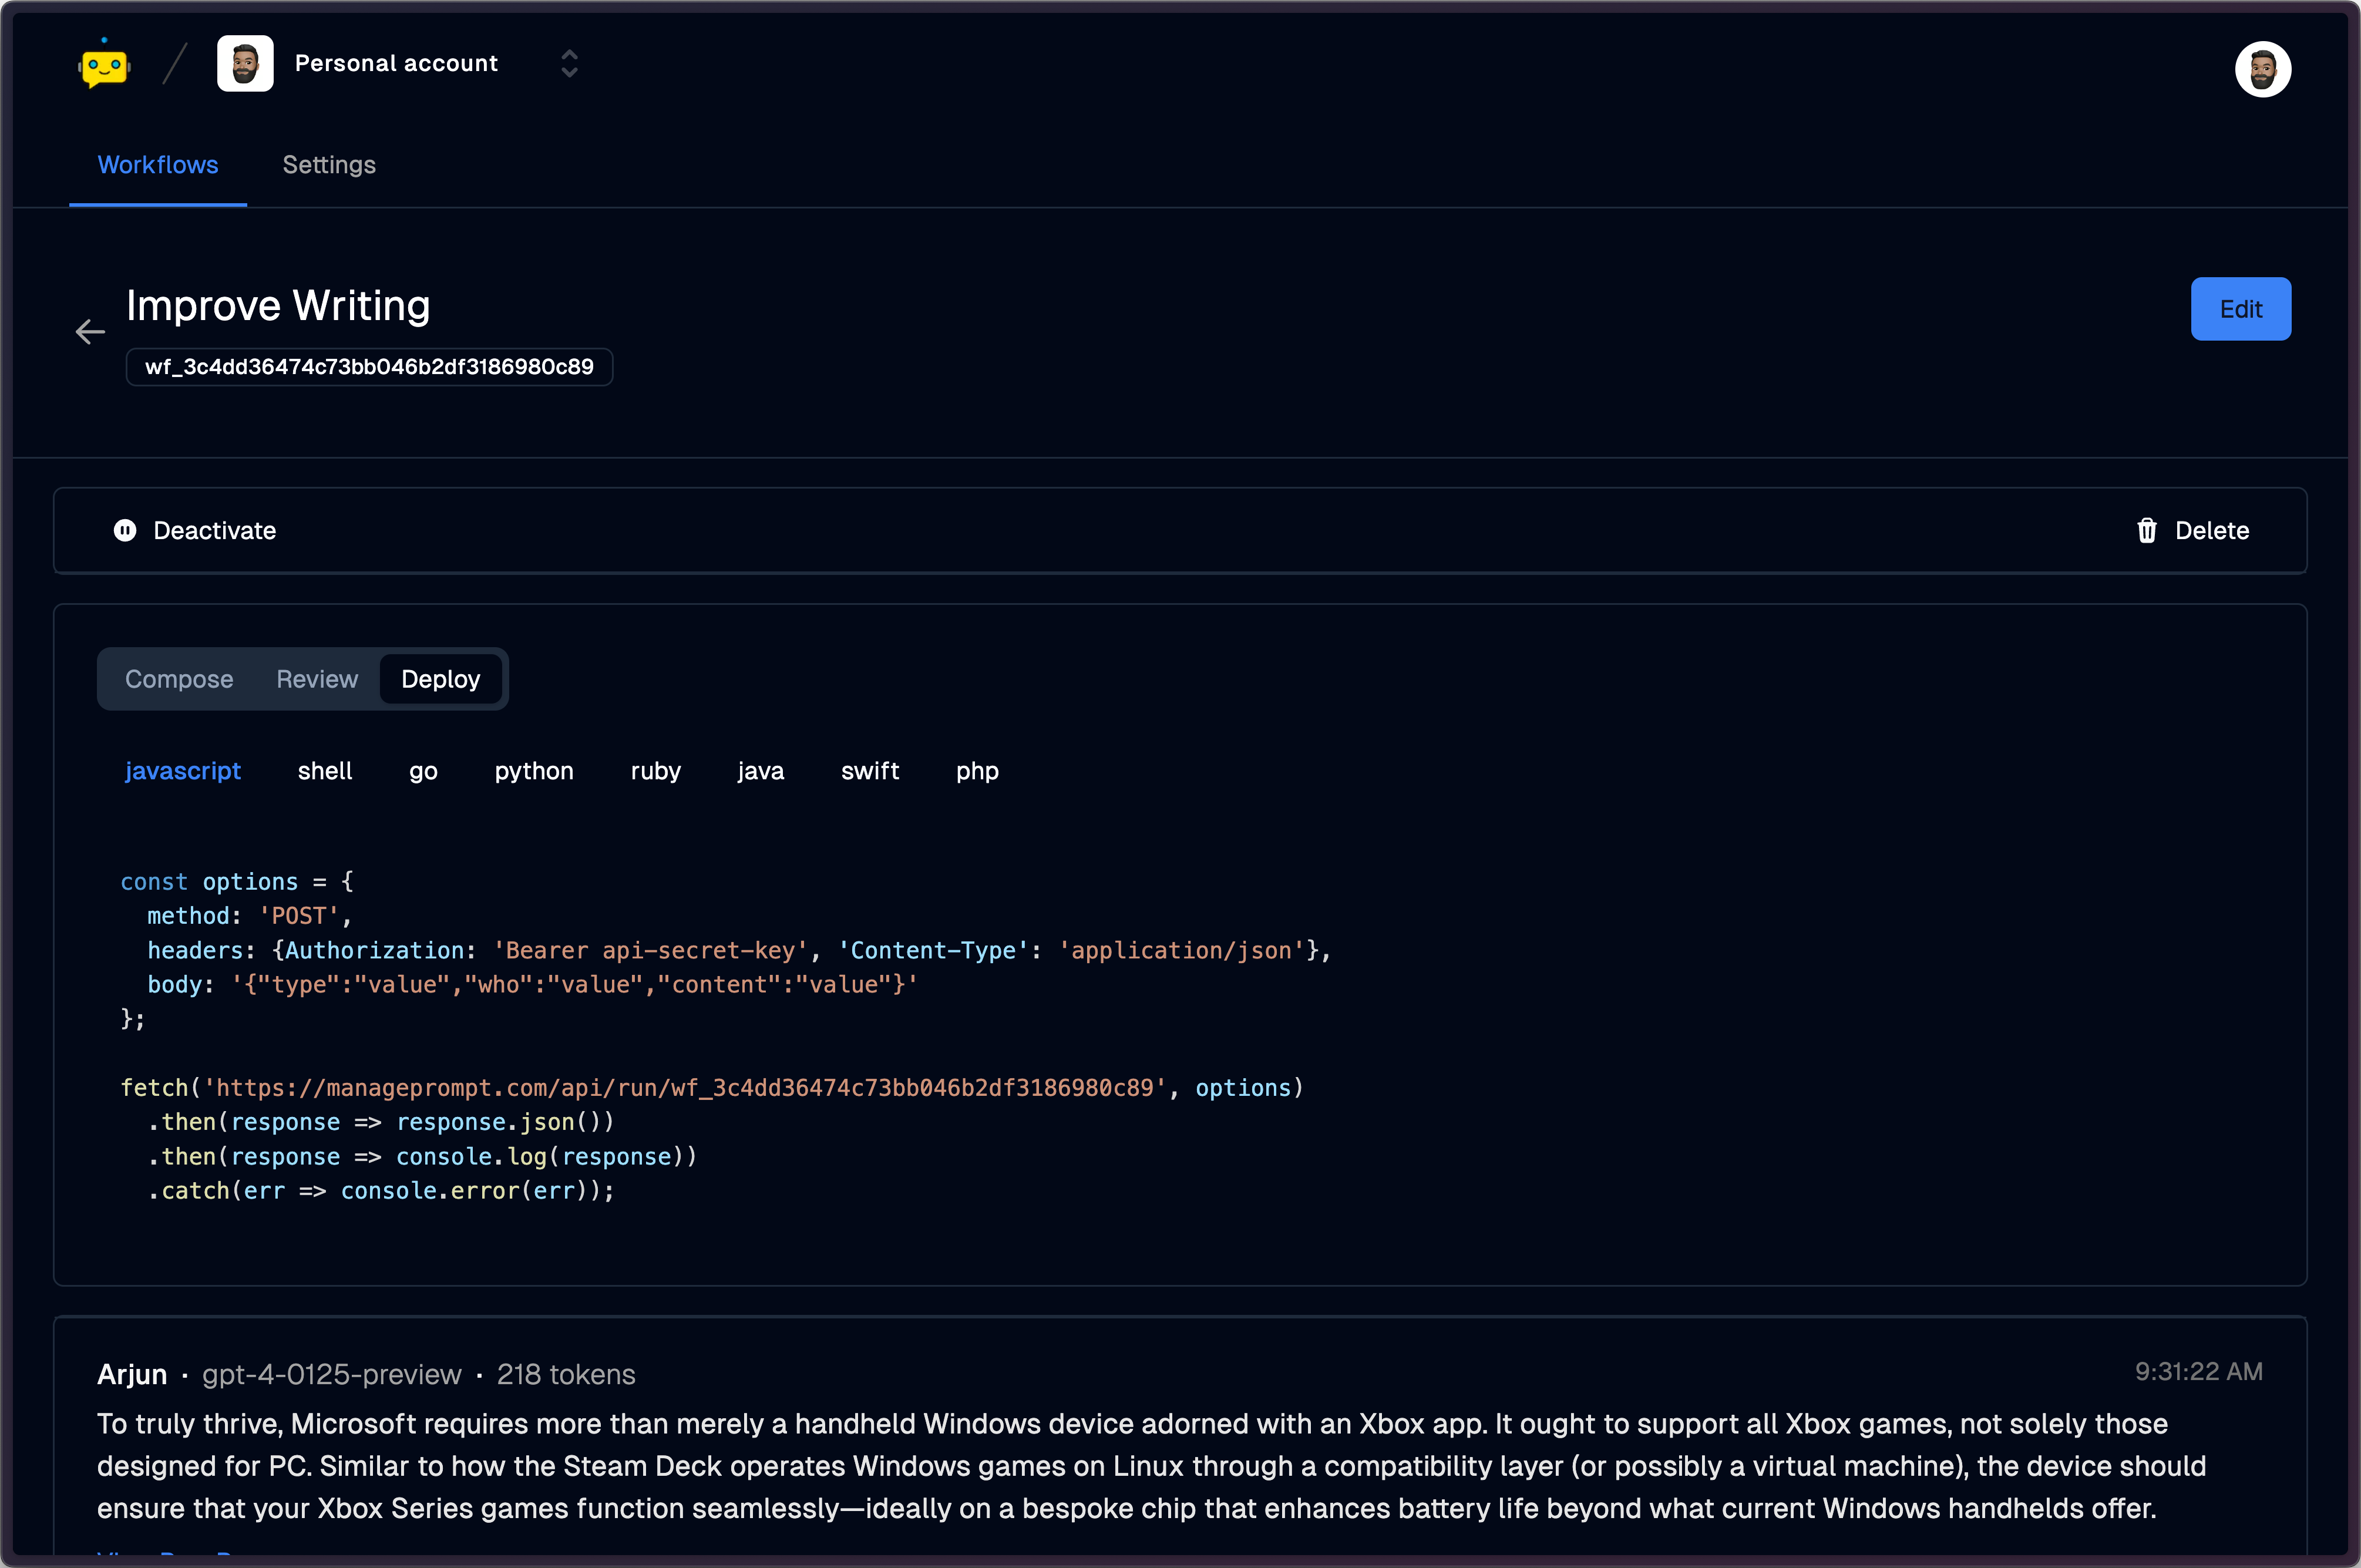 Personal account
Workflows Settings
Improve Writing
Edit
wf_3c4dd36474c73bb046b2df3186980c89
Deactivate Delete
Compose Review Deploy
javascript shell go python ruby java swift php
const options = {
  method: 'POST',
  headers: {Authorization: 'Bearer api-secret-key', 'Content-Type': 'application/json'},
  body: '{"type":"value","who":"value","content":"value"}'
};
fetch('https://manageprompt.com/api/run/wf_3c4dd36474c73bb046b2df3186980c89', options)
  .then(response => response.json())
  .then(response => console.log(response))
  .catch(err => console.error(err));
Arjun · gpt-4-0125-preview · 218 tokens 9:31:22 AM
To truly thrive, Microsoft requires more than merely a handheld Windows device adorned with an Xbox app. It ought to support all Xbox games, not solely those
designed for PC. Similar to how the Steam Deck operates Windows games on Linux through a compatibility layer (or possibly a virtual machine), the device should
ensure that your Xbox Series games function seamlessly—ideally on a bespoke chip that enhances battery life beyond what current Windows handhelds offer.